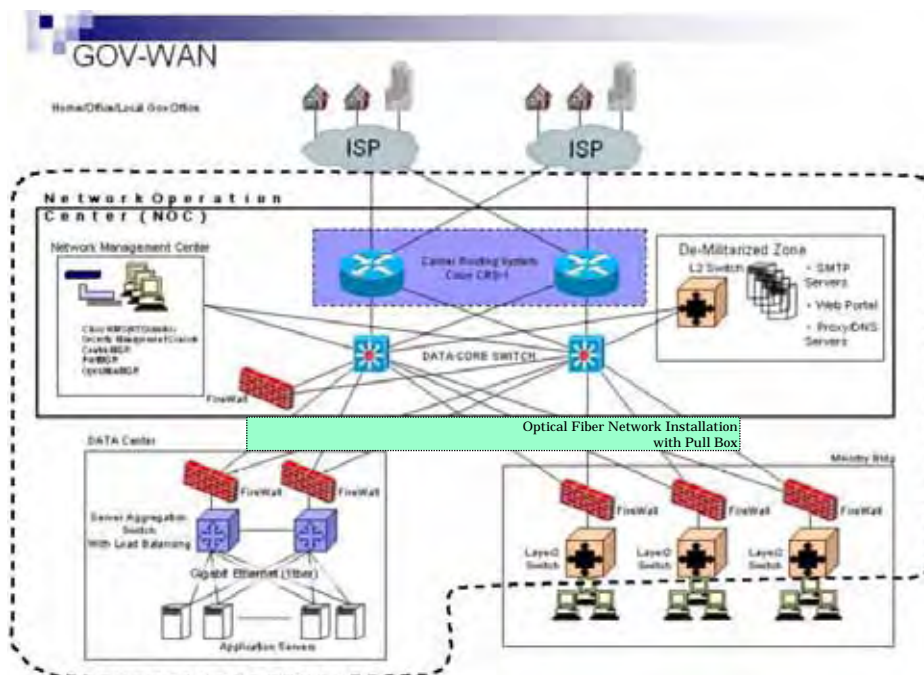 GOV-WAN
Home/Office/Local Gov Office
ISP
ISP
Network Operation
Center (NOC)
Network Management Center
Carrier Routing System
Cisco CRS-1
De-Militarized Zone
L2 Switch
• SMTP
Servers
• Web Portal
• Proxy/DNS
Servers
Security Management
DATA-CORE SWITCH
FireWall
Optical Fiber Network Installation
with Pull Box
DATA Center
Ministry Bldg
FireWall
FireWall
FireWall
FireWall
FireWall
Server Aggregation
Switch
With Load Balancing
Layer2
Switch
Layer2
Switch
Layer2
Switch
Gigabit Ethernet (fiber)
Application Servers